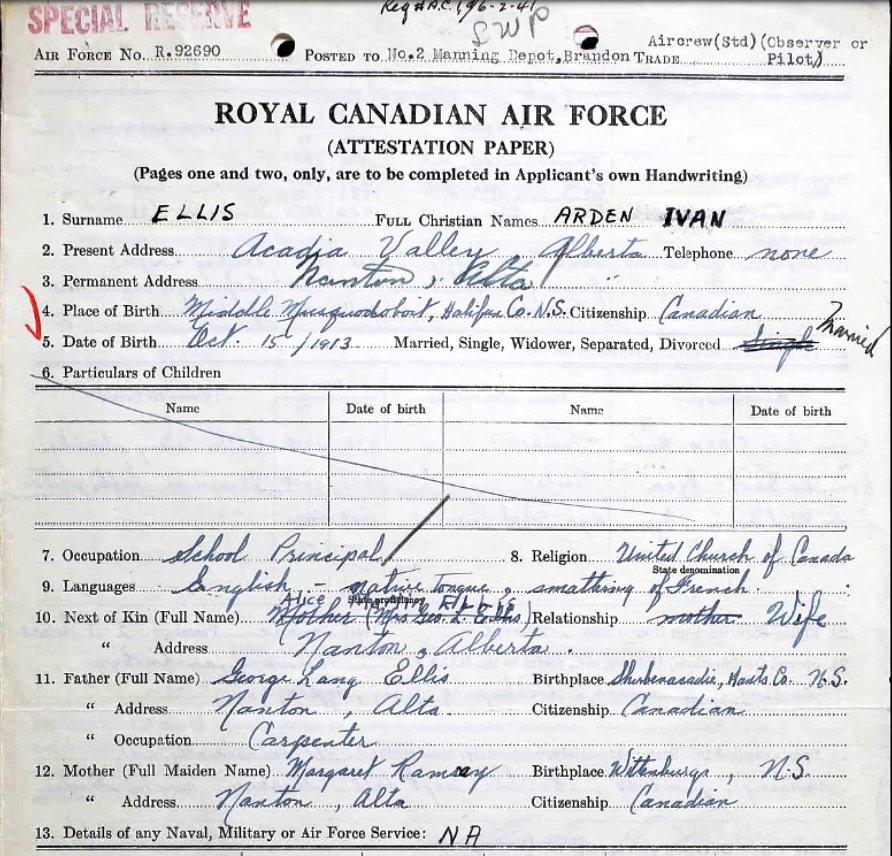 SPECIAL RESERVE
SWP
AIR FORCE NO. R.92690 POSTED TO No.2 Manning Depot,Brandon TRADE Aircrew(Std)(Observer or Pilot)
ROYAL CANADIAN AIR FORCE
(ATTESTATION PAPER)
(Pages one and two, only, are to be completed in Applicant's own Handwriting)
1. Surname ELLIS FULL Christian Names ARDEN IVAN
2. Present Address Acadia Valley Alberta Telephone none
3. Permanent Address Nanton, Alta
4. Place of Birth Middle Musquodoboit, Halifax Co. N.S. Citizenship Canadian
5. Date of Birth Oct. 15/1913 Married, Single, Widower, Separated, Divorced Single Married
6. Particulars of Children
Name Date of birth Name Date of birth
7. Occupation School Principal 8. Religion United Church of Canada
State denomination
9. Languages English - native tongue, smattring of French.
State proficiency
10. Next of Kin (Full Name) Alice Mother (Mrs Geo. L. Ellis) Relationship mother Wife
" Address Nanton, Alberta.
11. Father (Full Name) George Lang Ellis Birthplace Shubenacadie, Hants Co. N.S.
" Address Nanton, Alta. Citizenship Canadian
" Occupation Carpenter
12. Mother (Full Maiden Name) Margaret Ramsay Birthplace Wittenburg, N.S.
" Address Nanton, Alta Citizenship Canadian
13. Details of any Naval, Military or Air Force Service: NA